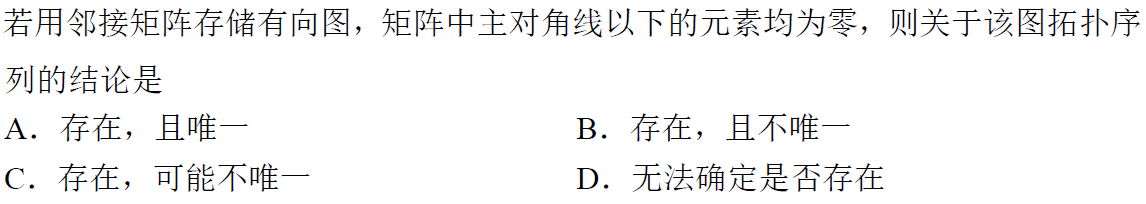 若用邻接矩阵存储有向图，矩阵中主对角线以下的元素均为零，则关于该图拓扑序
列的结论是
A．存在，且唯一 B．存在，且不唯一
C．存在，可能不唯一 D．无法确定是否存在